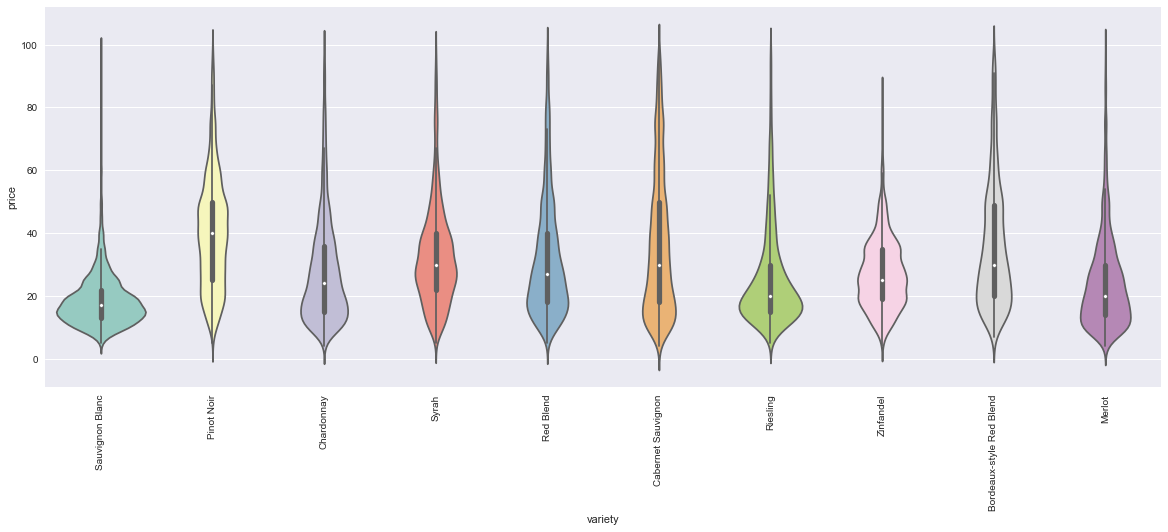 100
80
60
40
20
0
price
Sauvignon Blanc
Pinot Noir
Chardonnay
Syrah
Red Blend
Cabernet Sauvignon
Riesling
Zinfandel
Bordeaux-style Red Blend
Merlot
variety